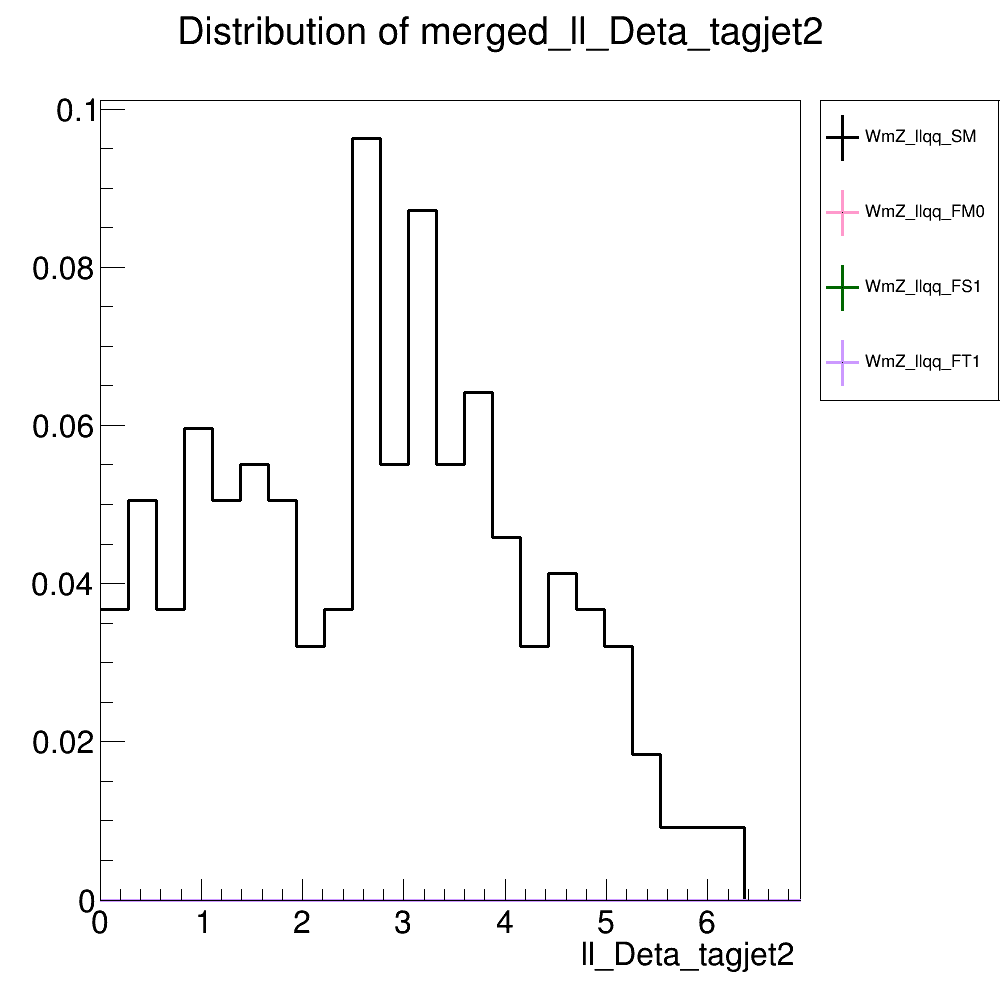 Distribution of merged_ll_Deta_tagjet2
0.1
0.08
0.06
0.04
0.02
0
0 1 2 3 4 5 6
ll_Deta_tagjet2
WmZ_llqq_SM
WmZ_llqq_FM0
WmZ_llqq_FS1
WmZ_llqq_FT1